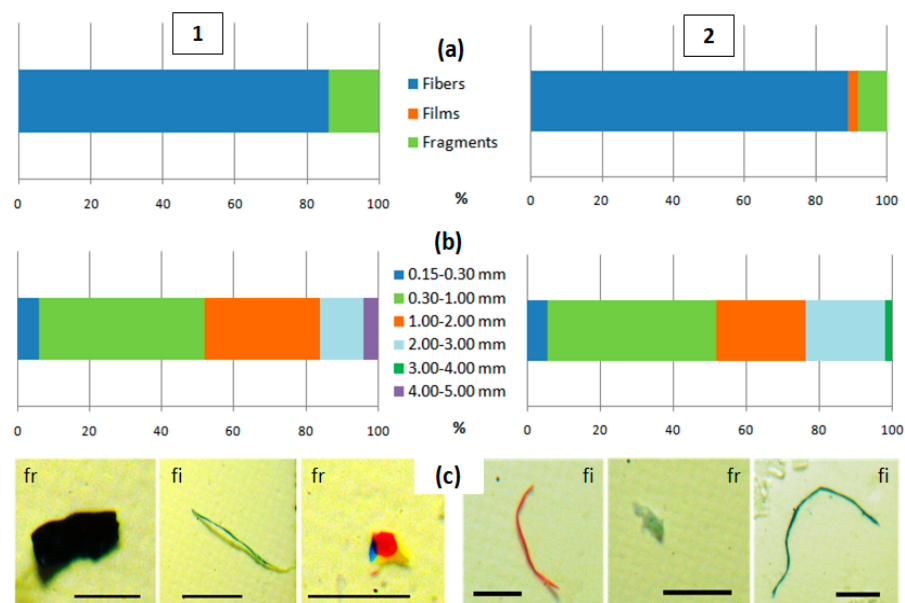 1
(a)
2
Fibers
Films
Fragments
0 20 40 60 80 100 % 0 20 40 60 80 100
(b)
0.15-0.30 mm
0.30-1.00 mm
1.00-2.00 mm
2.00-3.00 mm
3.00-4.00 mm
4.00-5.00 mm
0 20 40 60 80 100 % 0 20 40 60 80 100
fr fi fr (c) fi fr fi